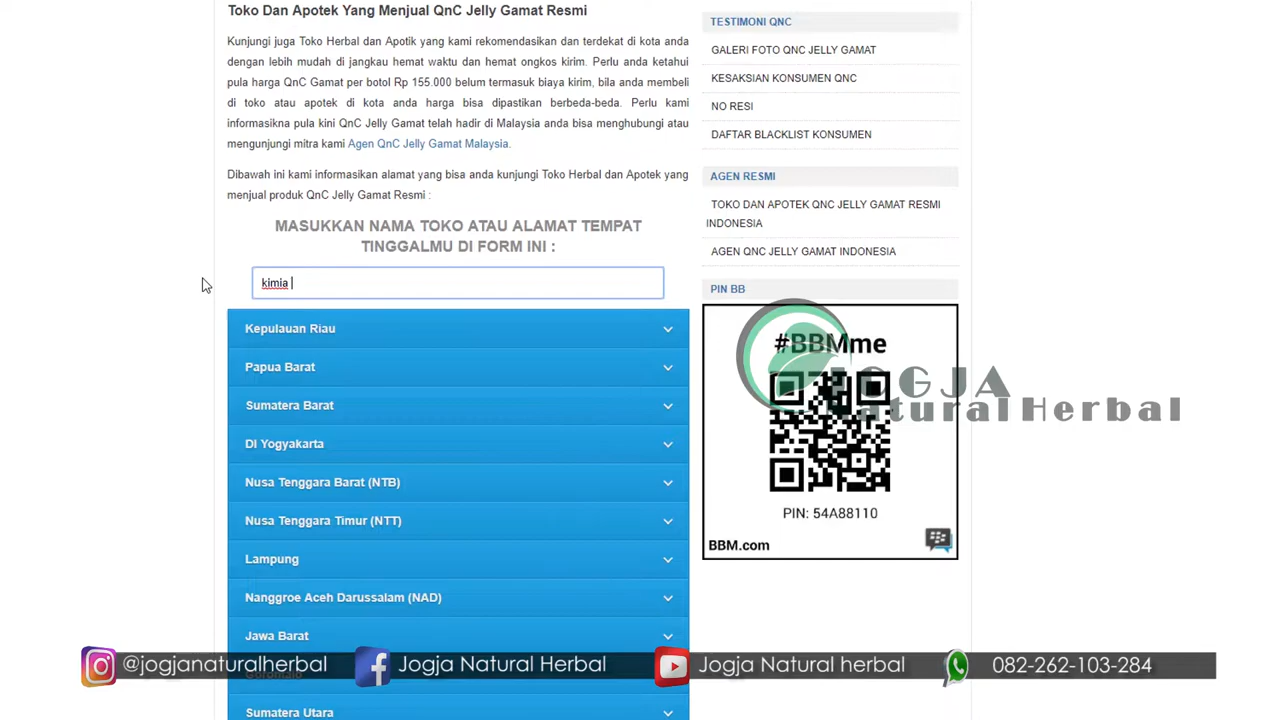 Toko Dan Apotek Yang Menjual QnC Jelly Gamat Resmi
Kunjungi juga Toko Herbal dan Apotik yang kami rekomendasikan dan terdekat di kota anda
dengan lebih mudah di jangkau hemat waktu dan hemat ongkos kirim. Perlu anda ketahui
pula harga QnC Gamat per botol Rp 155.000 belum termasuk biaya kirim, bila anda membeli
di toko atau apotek di kota anda harga bisa dipastikan berbeda-beda. Perlu kami
informasikna pula kini QnC Jelly Gamat telah hadir di Malaysia anda bisa menghubungi atau
mengunjungi mitra kami Agen QnC Jelly Gamat Malaysia.
Dibawah ini kami informasikan alamat yang bisa anda kunjungi Toko Herbal dan Apotek yang
menjual produk QnC Jelly Gamat Resmi :
MASUKKAN NAMA TOKO ATAU ALAMAT TEMPAT
TINGGALMU DI FORM INI :
kimia
Kepulauan Riau
Papua Barat
Sumatera Barat
DI Yogyakarta
Nusa Tenggara Barat (NTB)
Nusa Tenggara Timur (NTT)
Lampung
Nanggroe Aceh Darussalam (NAD)
Jawa Barat
Gorontalo
Sumatera Utara
TESTIMONI QNC
GALERI FOTO QNC JELLY GAMAT
KESAKSIAN KONSUMEN QNC
NO RESI
DAFTAR BLACKLIST KONSUMEN
AGEN RESMI
TOKO DAN APOTEK QNC JELLY GAMAT RESMI
INDONESIA
AGEN QNC JELLY GAMAT INDONESIA
PIN BB
#BBMme
JOGJA
Natural Herbal
PIN: 54A88110
BBM.com
@jogjanaturalherbal
Jogja Natural Herbal
Jogja Natural herbal
082-262-103-284